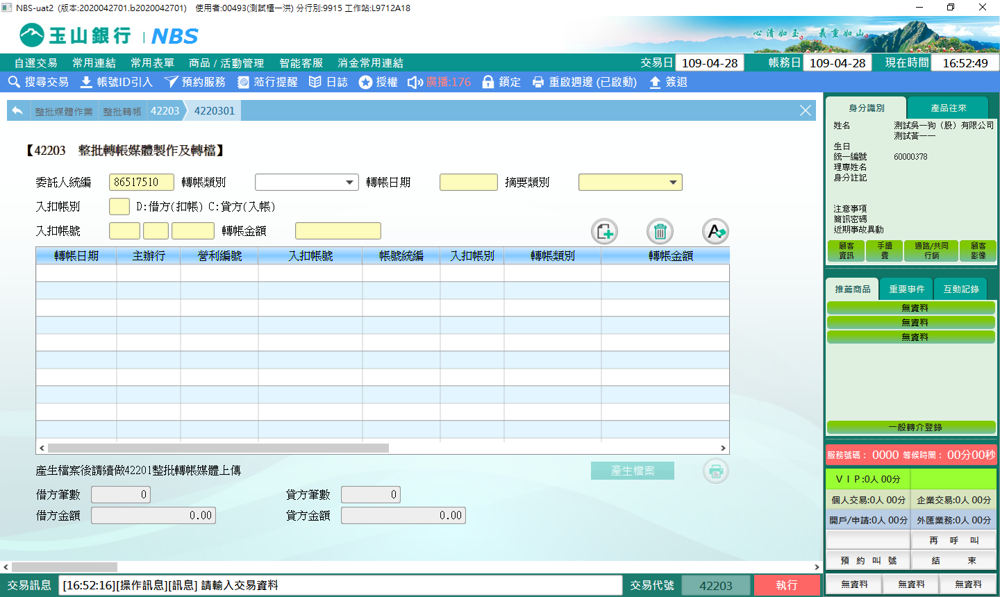 NBS-uat2 (版本:2020042701.b2020042701) 使用者:00493(測試櫃一洪) 分行別:9915 工作站:L9712A18
玉山銀行 NBS
心清如玉。義重如山。
自選交易 常用連結 常用表單 商品 / 活動管理 智能客服 消金常用連結 交易日 109-04-28 帳務日 109-04-28 現在時間 16:52:49
搜尋交易 帳號ID引入 預約服務 蒞行提醒 日誌 授權 廣播:176 鎖定 重啟週邊 (已啟動) 簽退
整批媒體作業 整批轉帳 42203 4220301
【42203 整批轉帳媒體製作及轉檔】
委託人統編 86517510 轉帳類別 轉帳日期 摘要類別
入扣帳別 D:借方(扣帳) C:貸方(入帳)
入扣帳號 轉帳金額
轉帳日期 主辦行 營利編號 入扣帳號 帳號統編 入扣帳別 轉帳類別 轉帳金額
產生檔案後請續做42201整批轉帳媒體上傳 產生檔案
借方筆數 0 貸方筆數 0
借方金額 0.00 貸方金額 0.00
交易訊息 [16:52:16][操作訊息][訊息] 請輸入交易資料 交易代號 42203 執行
身分識別 產品往來
姓名 測試吳一狗（股）有限公司
測試黃一一
生日
統一編號 60000378
理專姓名
身分註記
注意事項
簡訊密碼
近期事故異動
顧客資訊 手續費 通路/共同行銷 顧客影像
推薦商品 重要事件 互動記錄
無資料
無資料
無資料
一般轉介登錄
服務號碼： 0000 等候時間： 00分00秒
ＶＩＰ:0人 00分
個人交易:0人 00分 企業交易:0人 00分
開戶/申請:0人 00分 外匯業務:0人 00分
再 呼 叫
預 約 叫 號 結 束
無資料 無資料 無資料